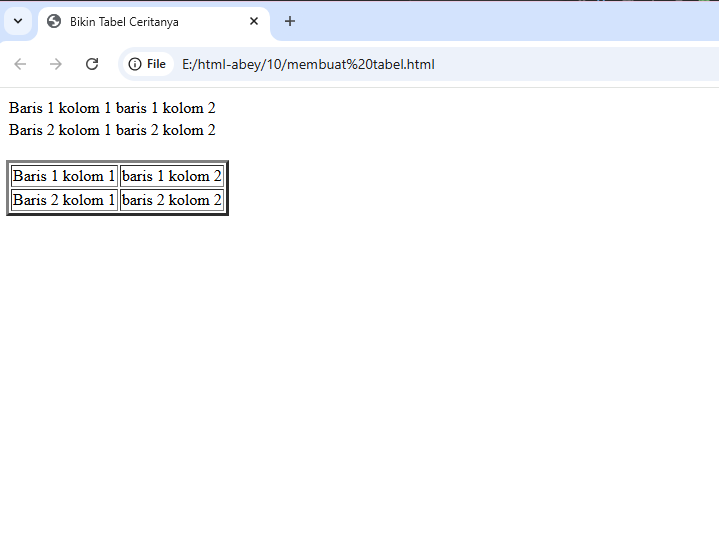 Bikin Tabel Ceritanya
File E:/html-abey/10/membuat%20tabel.html
Baris 1 kolom 1 baris 1 kolom 2
Baris 2 kolom 1 baris 2 kolom 2
Baris 1 kolom 1 baris 1 kolom 2
Baris 2 kolom 1 baris 2 kolom 2